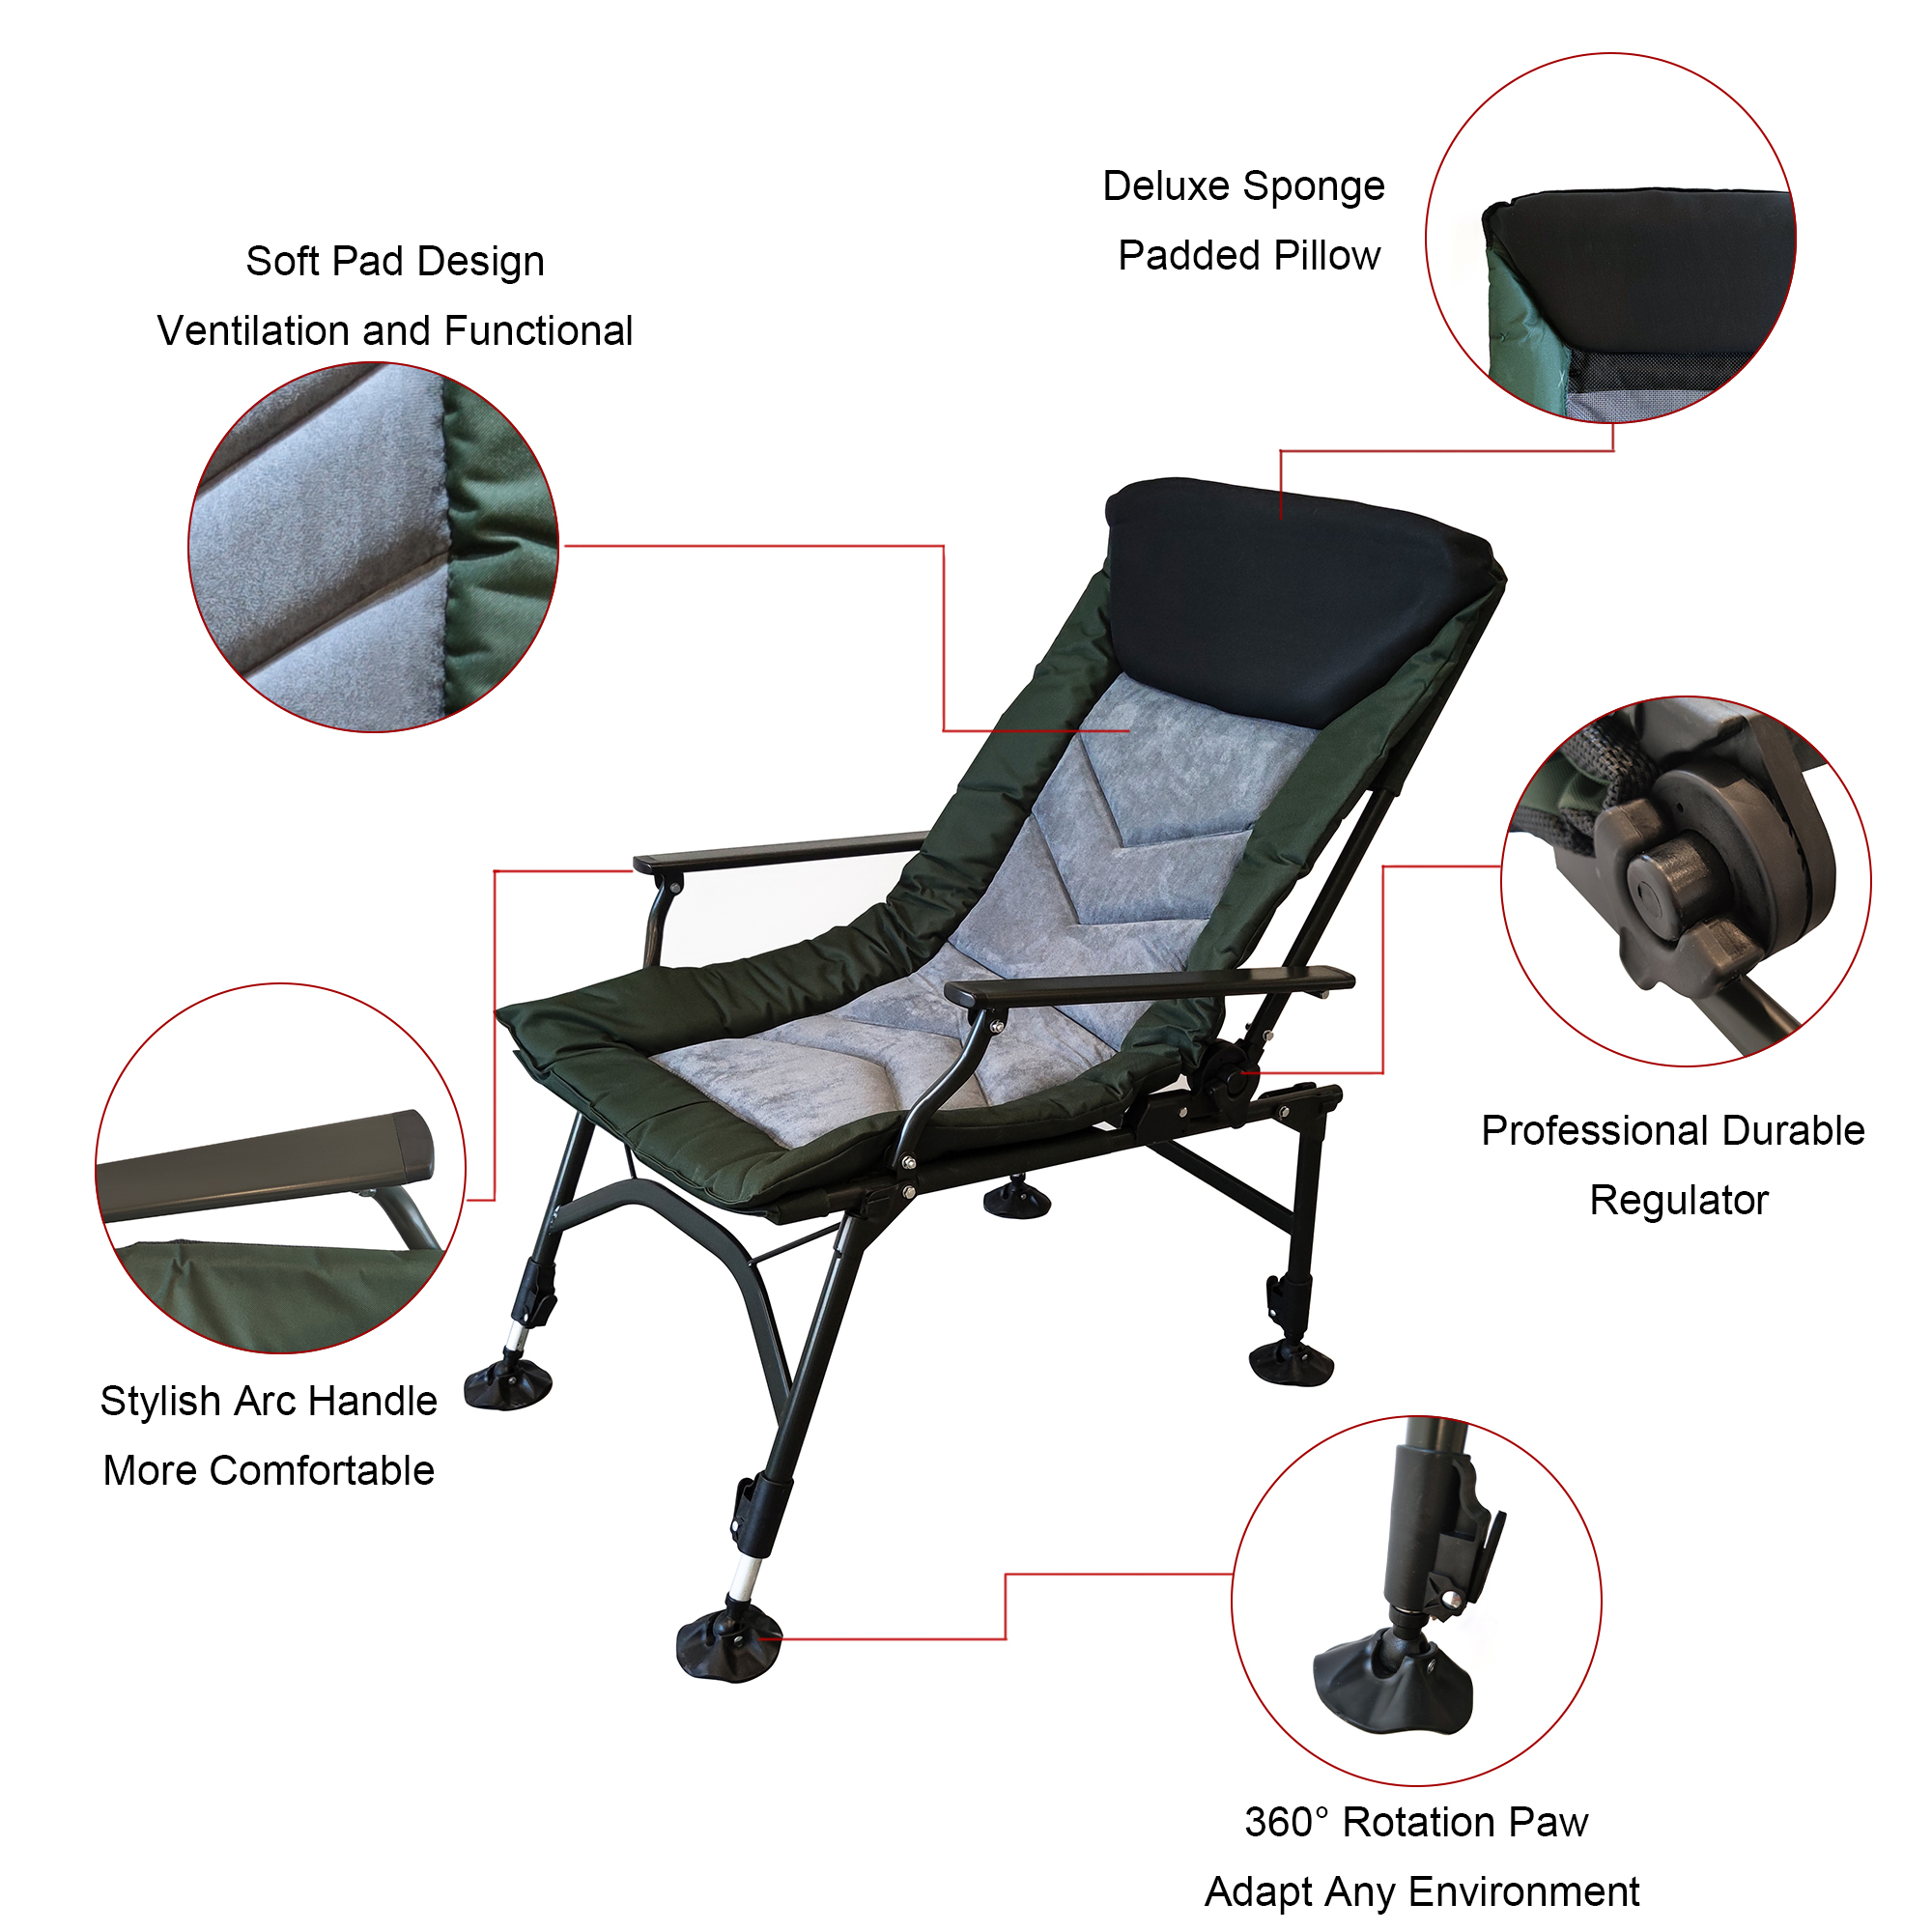 Deluxe Sponge
Padded Pillow
Soft Pad Design
Ventilation and Functional
Professional Durable
Regulator
Stylish Arc Handle
More Comfortable
360° Rotation Paw
Adapt Any Environment